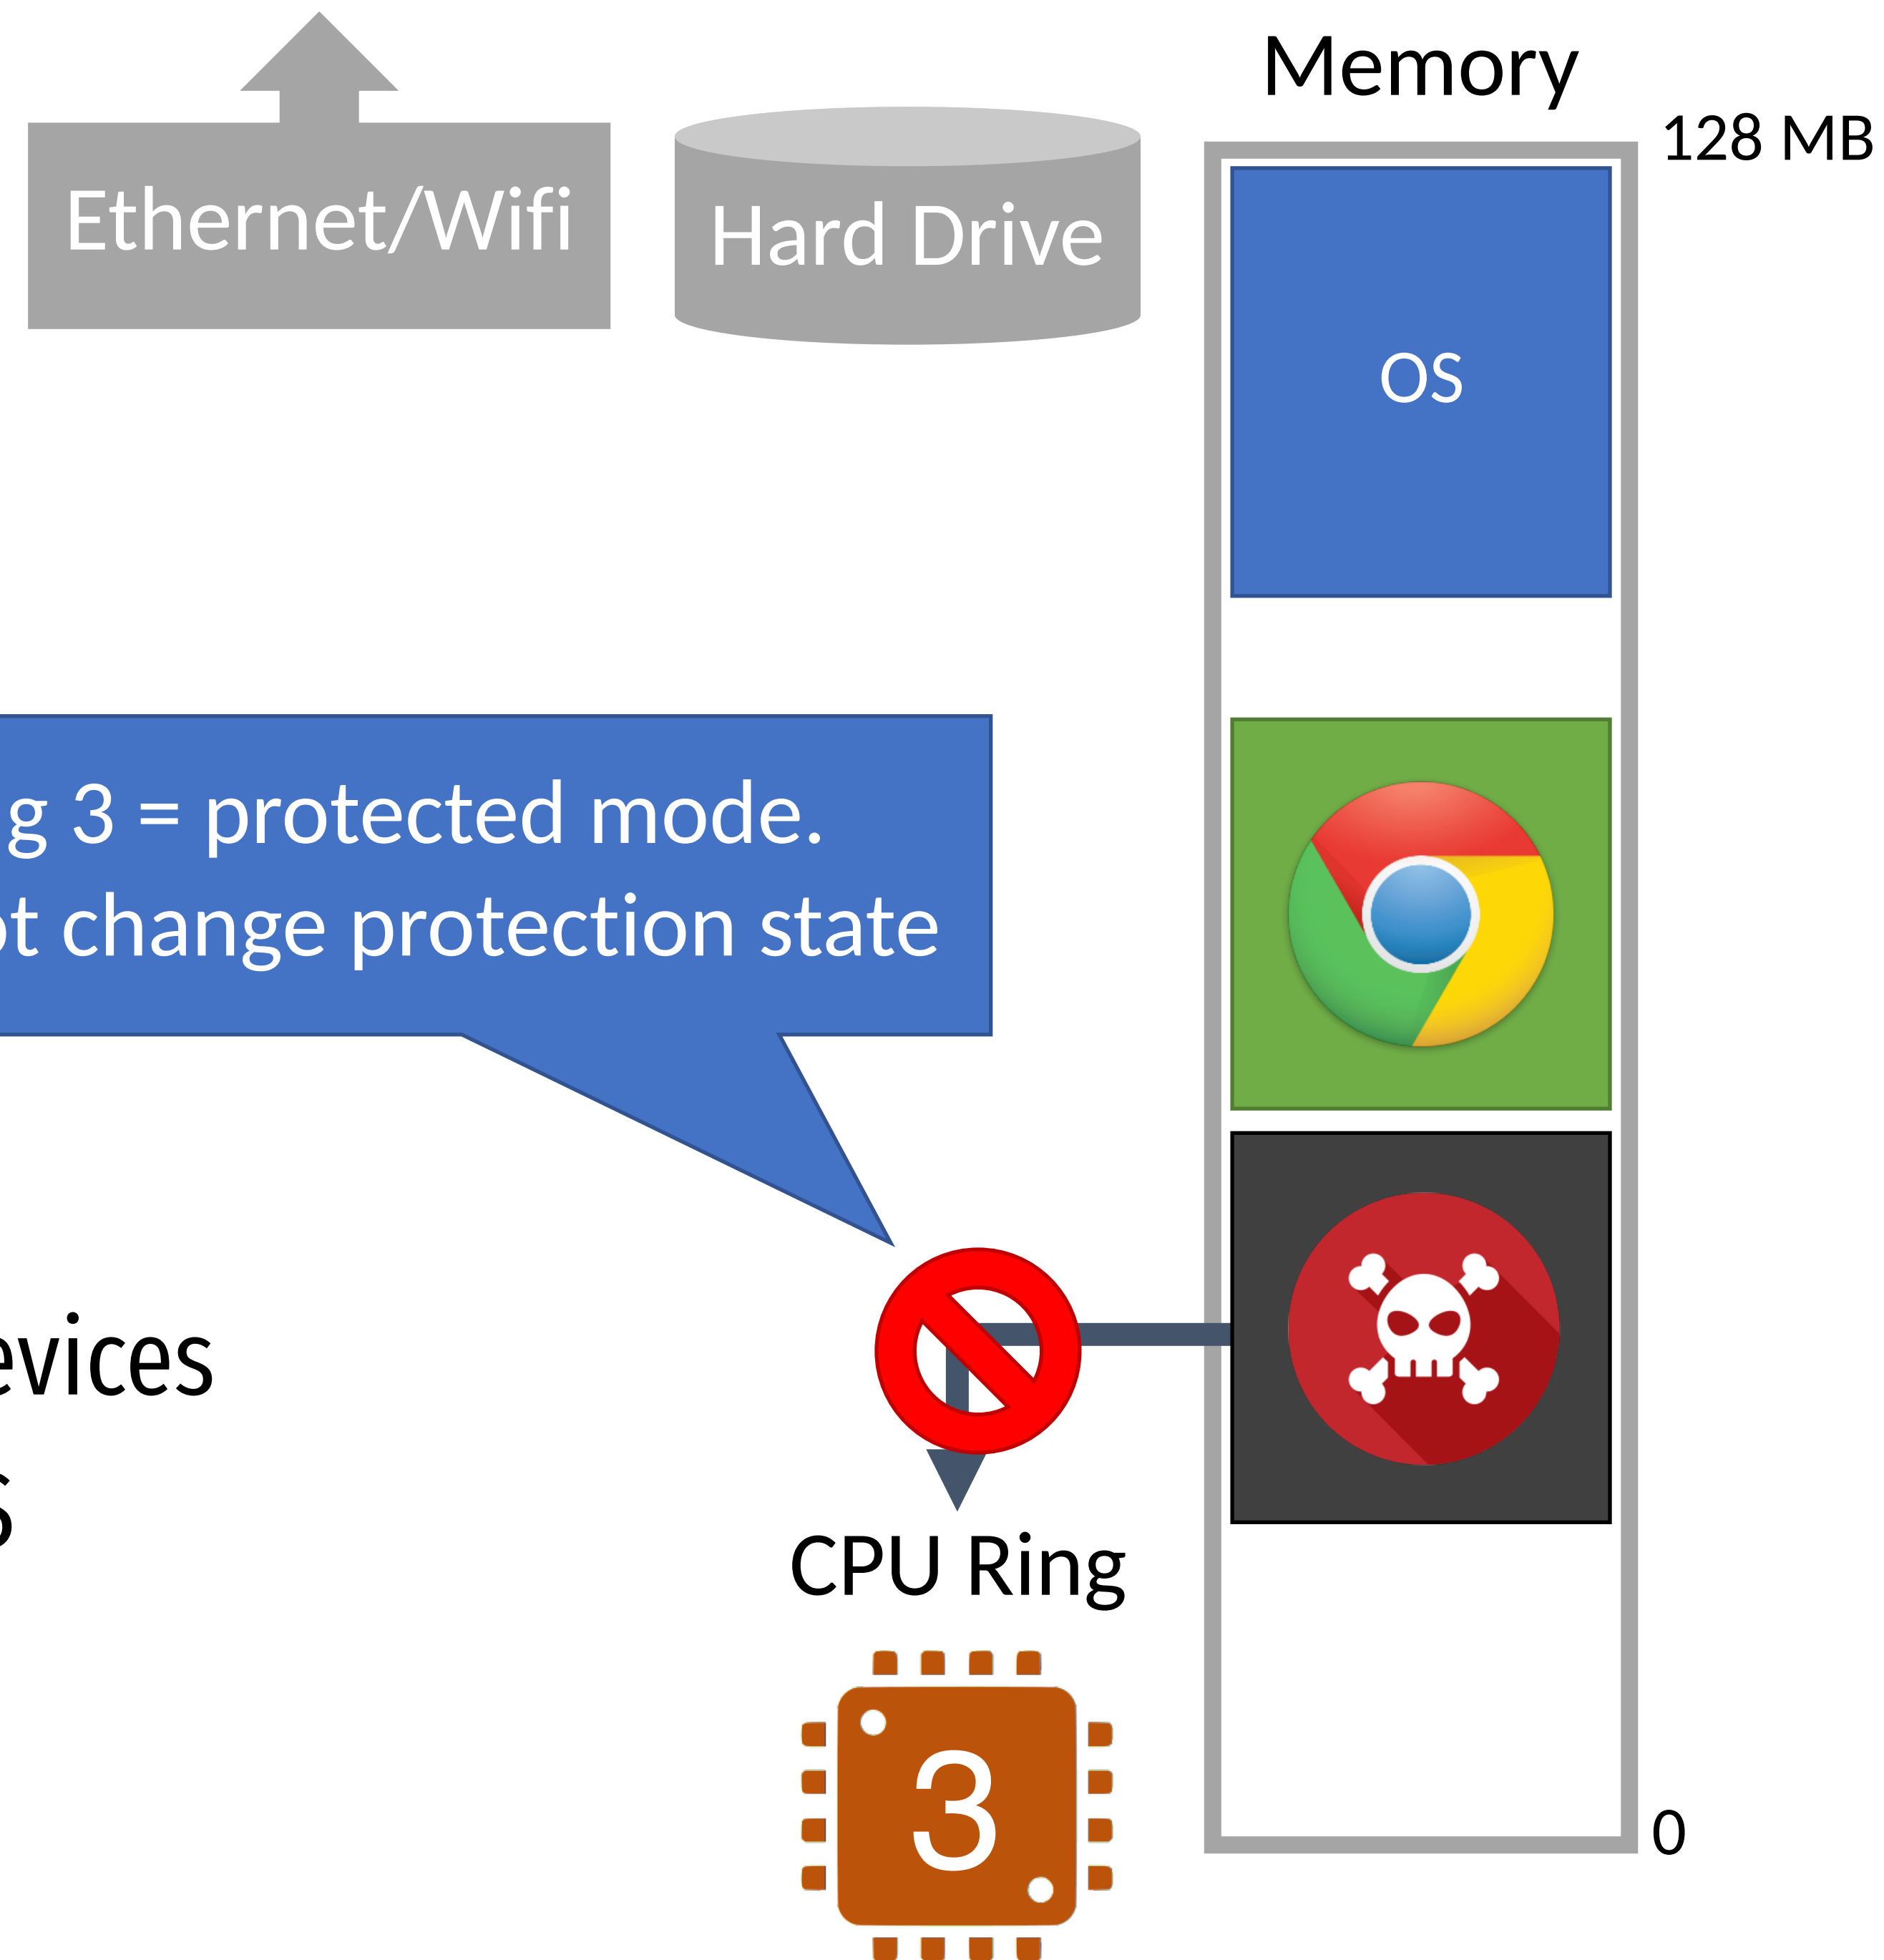 Memory
128 MB
Ethernet/Wifi
Hard Drive
OS
g 3 = protected mode.
t change protection state
evices
s
CPU Ring
3
0